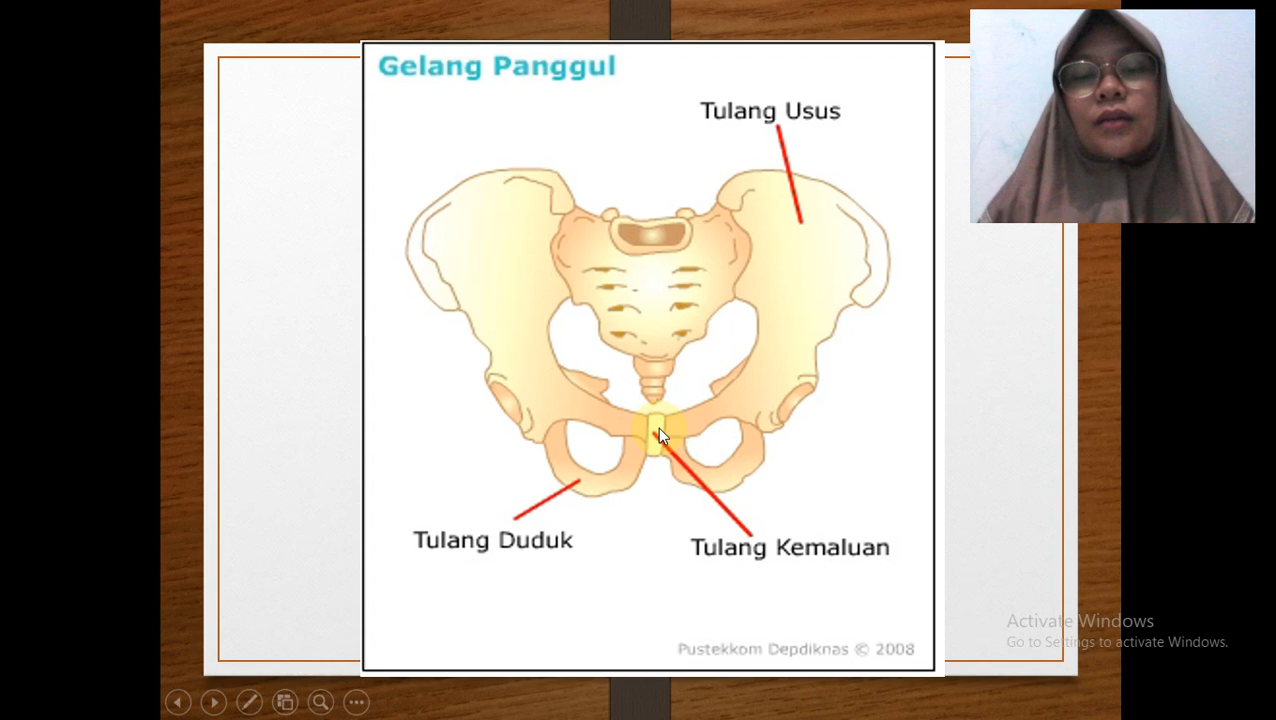 Gelang Panggul
Tulang Usus
Tulang Duduk
Tulang Kemaluan
Pustekkom Depdiknas © 2008
Activate Windows
Go to Settings to activate Windows.